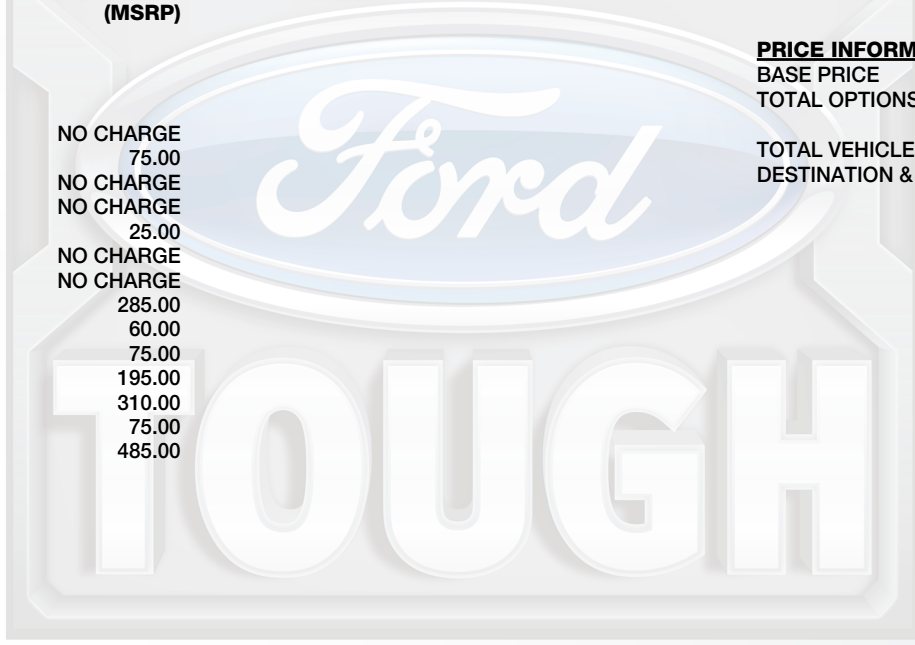 (MSRP)
NO CHARGE
75.00
NO CHARGE
NO CHARGE
25.00
NO CHARGE
NO CHARGE
285.00
60.00
75.00
195.00
310.00
75.00
485.00
PRICE INFORM
BASE PRICE
TOTAL OPTIONS
TOTAL VEHICLE
DESTINATION &
Ford
TOUGH